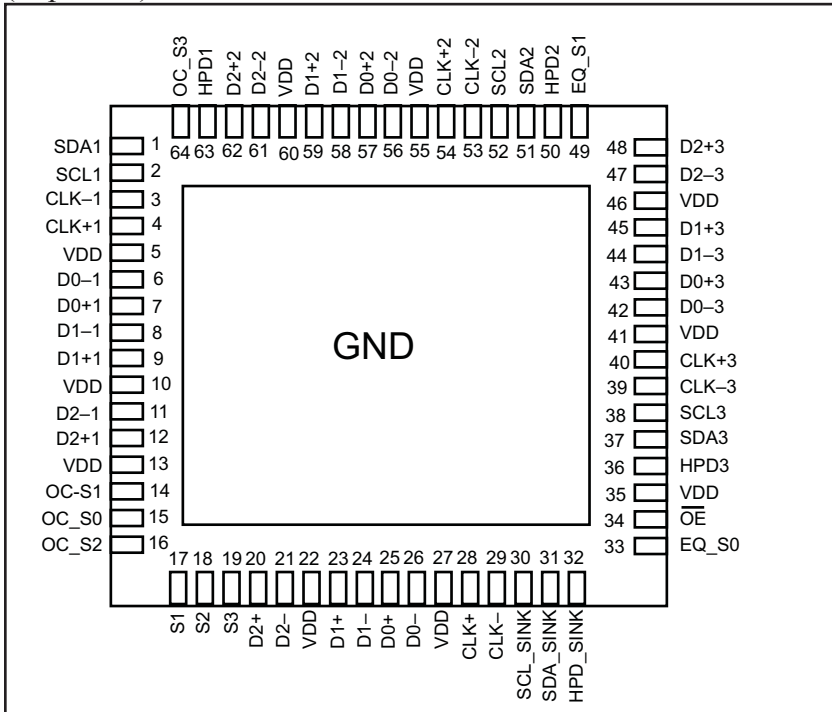 OC_S3
HPD1
D2+2
D2–2
VDD
D1+2
D1–2
D0+2
D0–2
VDD
CLK+2
CLK–2
SCL2
SDA2
HPD2
EQ_S1
64 63 62 61 60 59 58 57 56 55 54 53 52 51 50 49
SDA1 1
SCL1 2
CLK–1 3
CLK+1 4
VDD 5
D0–1 6
D0+1 7
D1–1 8
D1+1 9
VDD 10
D2–1 11
D2+1 12
VDD 13
OC-S1 14
OC_S0 15
OC_S2 16
GND
48 D2+3
47 D2–3
46 VDD
45 D1+3
44 D1–3
43 D0+3
42 D0–3
41 VDD
40 CLK+3
39 CLK–3
38 SCL3
37 SDA3
36 HPD3
35 VDD
34 OE
33 EQ_S0
17 18 19 20 21 22 23 24 25 26 27 28 29 30 31 32
S1
S2
S3
D2+
D2–
VDD
D1+
D1–
D0+
D0–
VDD
CLK+
CLK–
SCL_SINK
SDA_SINK
HPD_SINK